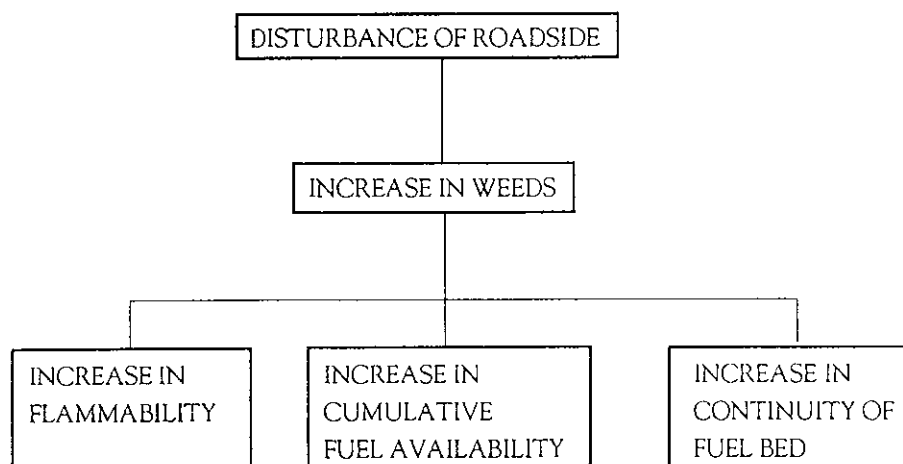 DISTURBANCE OF ROADSIDE
INCREASE IN WEEDS
INCREASE IN
FLAMMABILITY
INCREASE IN
CUMULATIVE
FUEL AVAILABILITY
INCREASE IN
CONTINUITY OF
FUEL BED